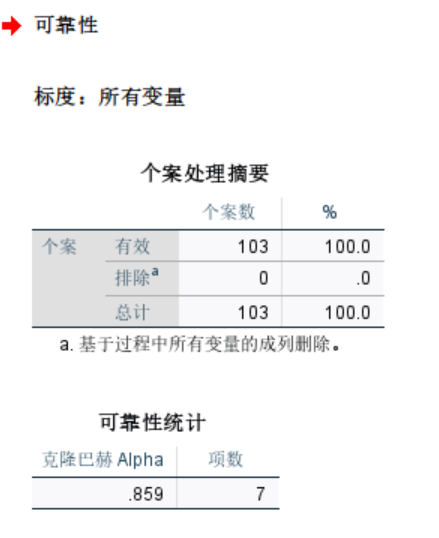 可靠性
标度：所有变量
个案处理摘要
个案数 %
个案 有效 103 100.0
排除a 0 .0
总计 103 100.0
a. 基于过程中所有变量的成列删除。
可靠性统计
克隆巴赫 Alpha 项数
.859 7